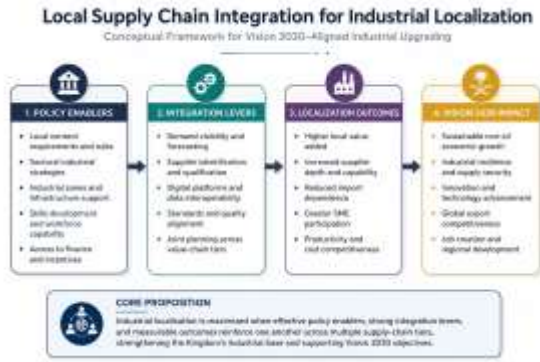 Local Supply Chain Integration for Industrial Localization
Conceptual Framework for Vision 2030-Aligned Industrial Upgrading
1. POLICY ENABLERS
• Local content
requirements and rules
• Sectoral industrial
strategies
• Industrial zones and
infrastructure support
• Skills development
and workforce
capability
• Access to finance
and incentives
2. INTEGRATION LEVERS
• Demand visibility and
forecasting
• Supplier identification
and qualification
• Digital platforms and
data interoperability
• Standards and quality
alignment
• Joint planning across
value-chain tiers
3. LOCALIZATION OUTCOMES
• Higher local value
added
• Increased supplier
depth and capability
• Reduced import
dependence
• Greater SME
participation
• Productivity and
cost competitiveness
4. VISION 2030 IMPACT
• Sustainable non-oil
economic growth
• Industrial resilience
and supply security
• Innovation and
technology advancement
• Global export
competitiveness
• Job creation and
regional development
CORE PROPOSITION
Industrial localization is maximized when effective policy enablers, strong integration levers,
and measurable outcomes reinforce one another across multiple supply-chain tiers,
strengthening the Kingdom's industrial base and supporting Vision 2030 objectives.